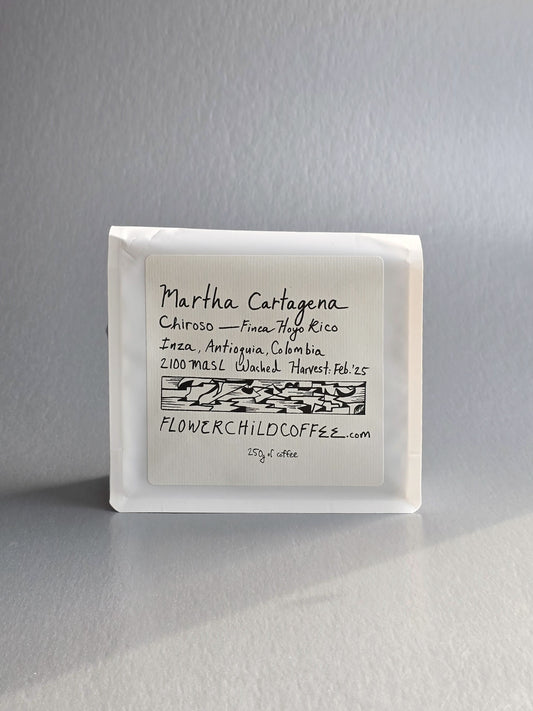 Martha Cartagena
Chiroso — Finca Hoyo Rico
Inza, Antioquia, Colombia
2100 MASL Washed Harvest: Feb. '25
FLOWERCHiLDCOFFEE.com
250g of coffee